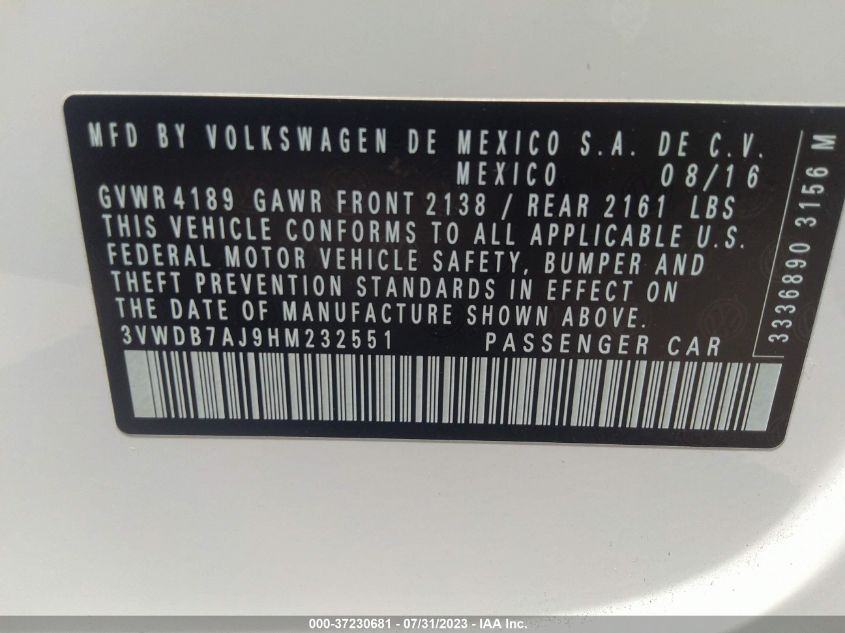 MFD BY VOLKSWAGEN DE MEXICO S.A. DE C.V.
MEXICO 08/16
GVWR 4189 GAWR FRONT 2138 / REAR 2161 LBS
THIS VEHICLE CONFORMS TO ALL APPLICABLE U.S.
FEDERAL MOTOR VEHICLE SAFETY, BUMPER AND
THEFT PREVENTION STANDARDS IN EFFECT ON
THE DATE OF MANUFACTURE SHOWN ABOVE.
3VWDB7AJ9HM232551 PASSENGER CAR
3336890 3156 M
000-37230681 - 07/31/2023 - IAA Inc.